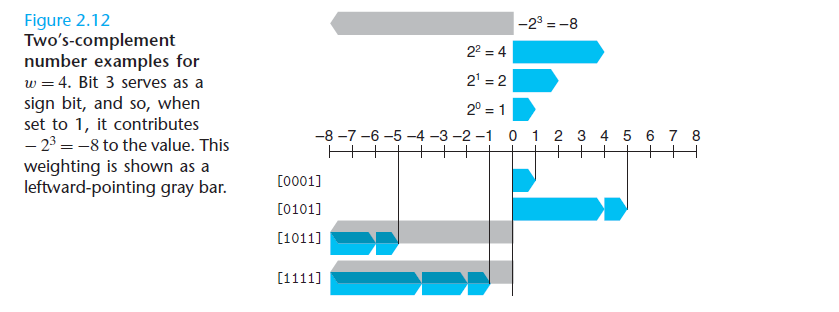 Figure 2.12
Two's-complement
number examples for
w = 4. Bit 3 serves as a
sign bit, and so, when
set to 1, it contributes
− 2³ = −8 to the value. This
weighting is shown as a
leftward-pointing gray bar.
−2³ = −8
2² = 4
2¹ = 2
2⁰ = 1
−8 −7 −6 −5 −4 −3 −2 −1 0 1 2 3 4 5 6 7 8
[0001]
[0101]
[1011]
[1111]